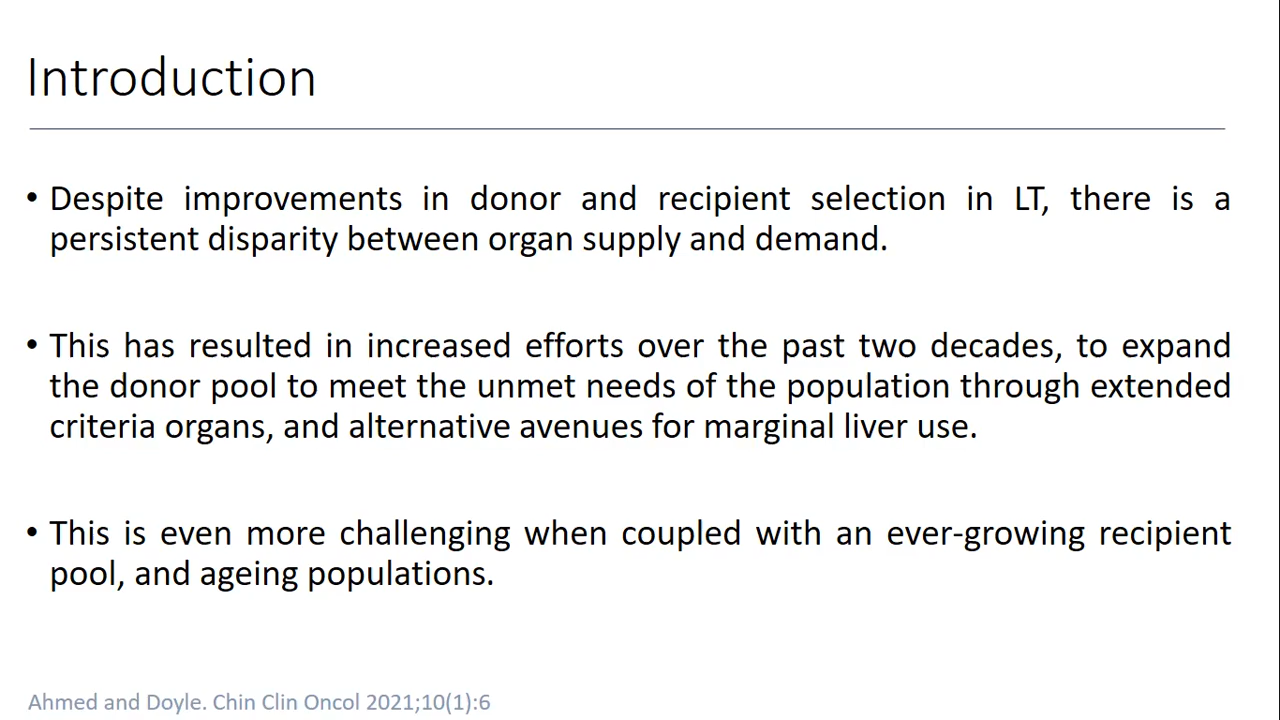 Introduction
• Despite improvements in donor and recipient selection in LT, there is a
persistent disparity between organ supply and demand.
• This has resulted in increased efforts over the past two decades, to expand
the donor pool to meet the unmet needs of the population through extended
criteria organs, and alternative avenues for marginal liver use.
• This is even more challenging when coupled with an ever-growing recipient
pool, and ageing populations.
Ahmed and Doyle. Chin Clin Oncol 2021;10(1):6